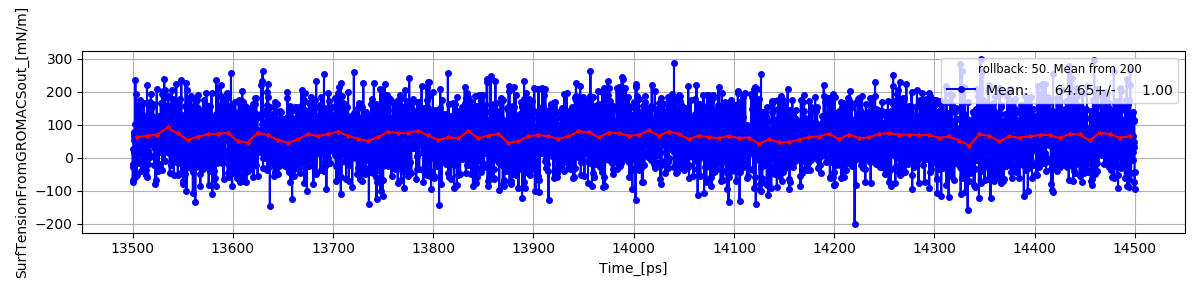 SurfTensionFromGROMACSout_[mN/m]
300
200
100
0
−100
−200
rollback: 50. Mean from 200
Mean: 64.65+/- 1.00
13500 13600 13700 13800 13900 14000 14100 14200 14300 14400 14500
Time_[ps]